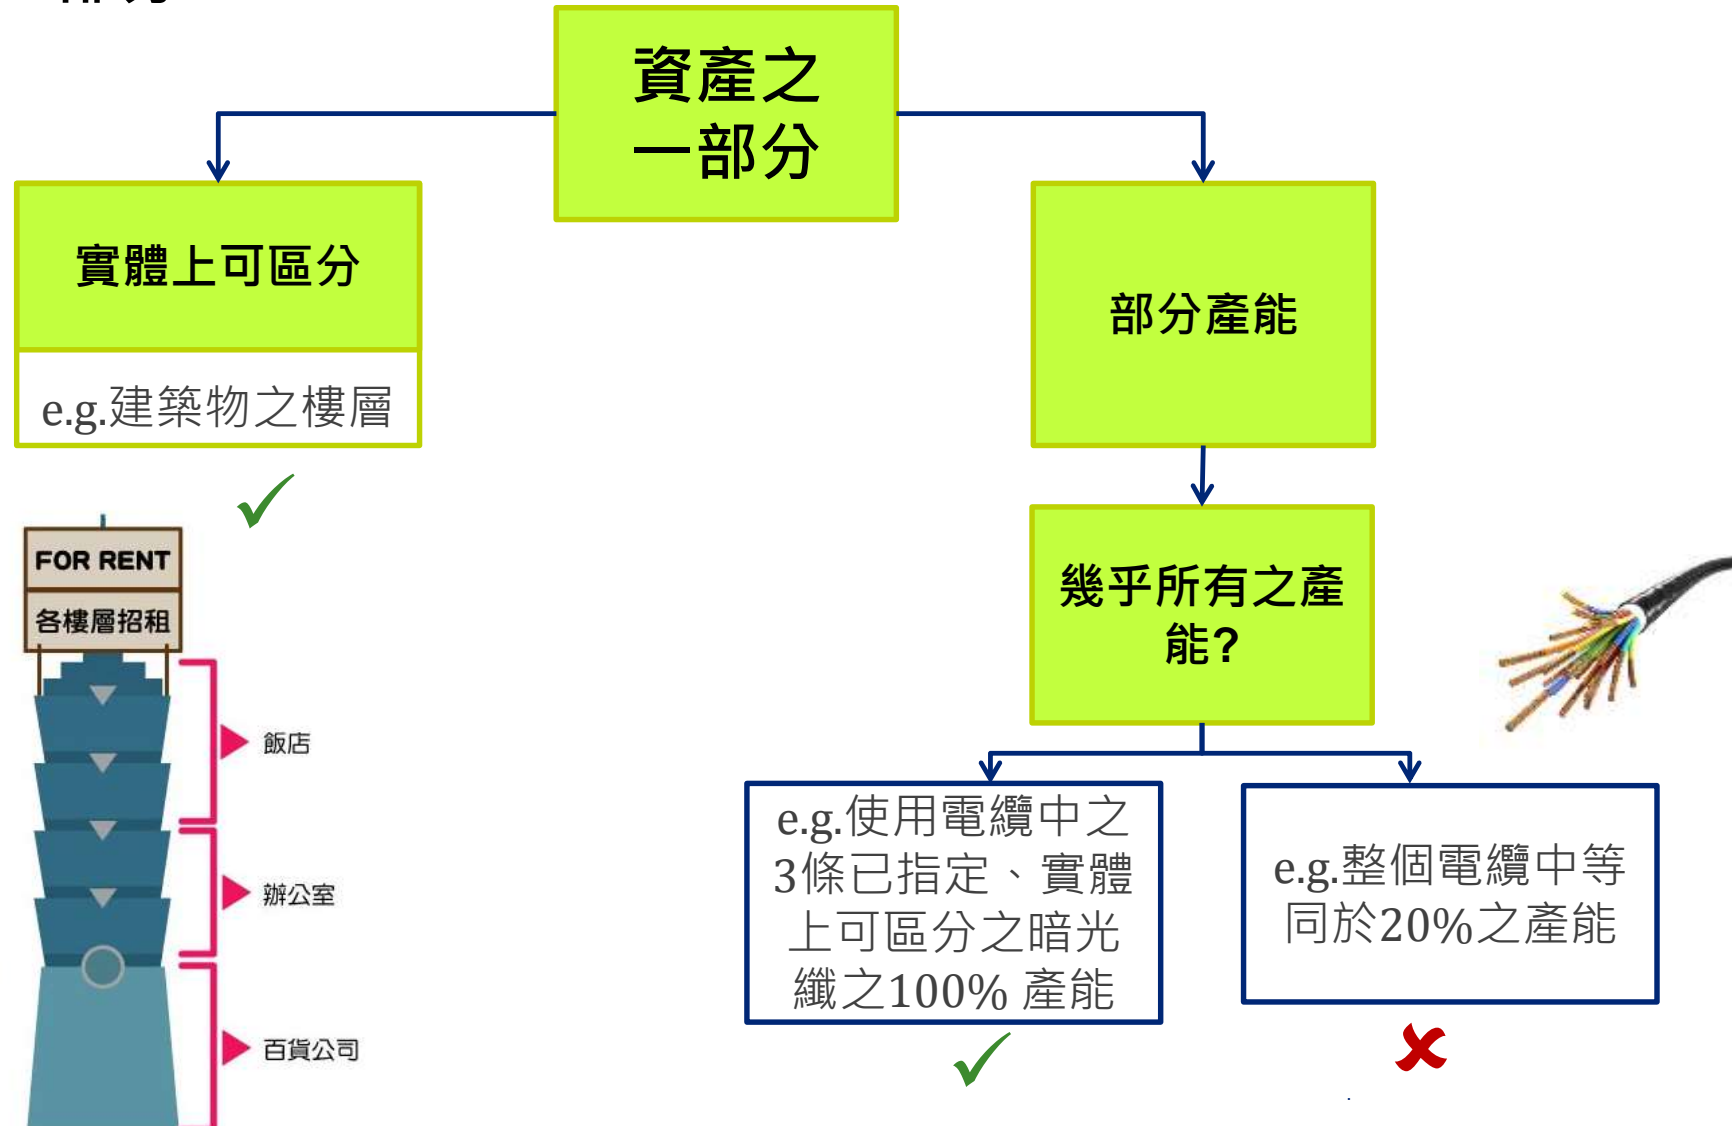 資產之
一部分
實體上可區分
e.g.建築物之樓層
部分產能
幾乎所有之產
能?
e.g.使用電纜中之
3條已指定、實體
上可區分之暗光
纖之100% 產能
e.g.整個電纜中等
同於20%之產能
FOR RENT
各樓層招租
飯店
辦公室
百貨公司